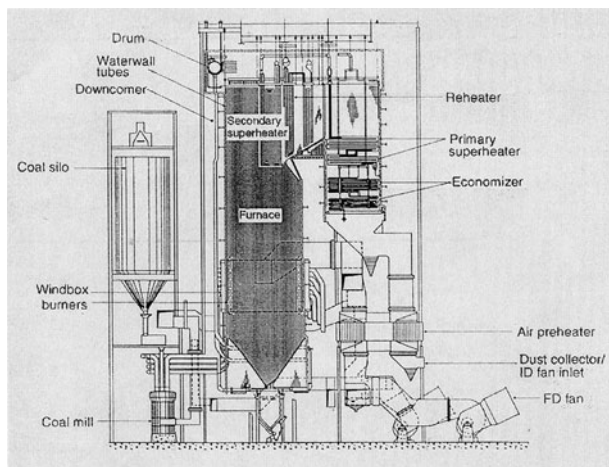 Drum
Waterwall
tubes
Downcomer
Coal silo
Windbox
burners
Coal mill
Secondary
superheater
Furnace
Reheater
Primary
superheater
Economizer
Air preheater
Dust collector/
ID fan inlet
FD fan